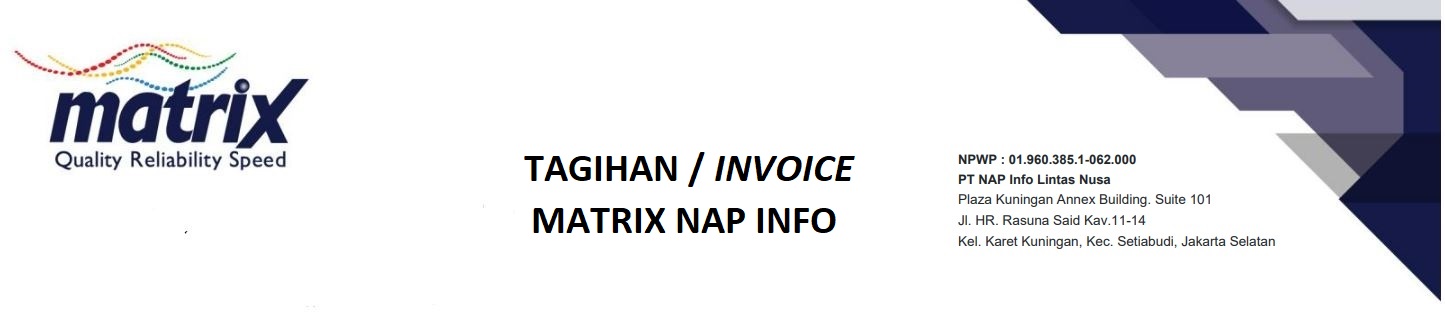 matrix
Quality Reliability Speed
TAGIHAN / INVOICE
MATRIX NAP INFO
NPWP : 01.960.385.1-062.000
PT NAP Info Lintas Nusa
Plaza Kuningan Annex Building. Suite 101
Jl. HR. Rasuna Said Kav.11-14
Kel. Karet Kuningan, Kec. Setiabudi, Jakarta Selatan